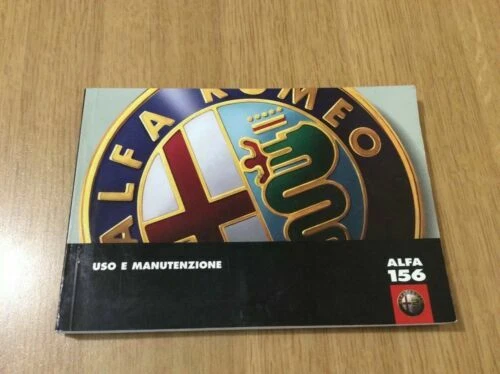 ALFA ROMEO
USO E MANUTENZIONE
ALFA
156